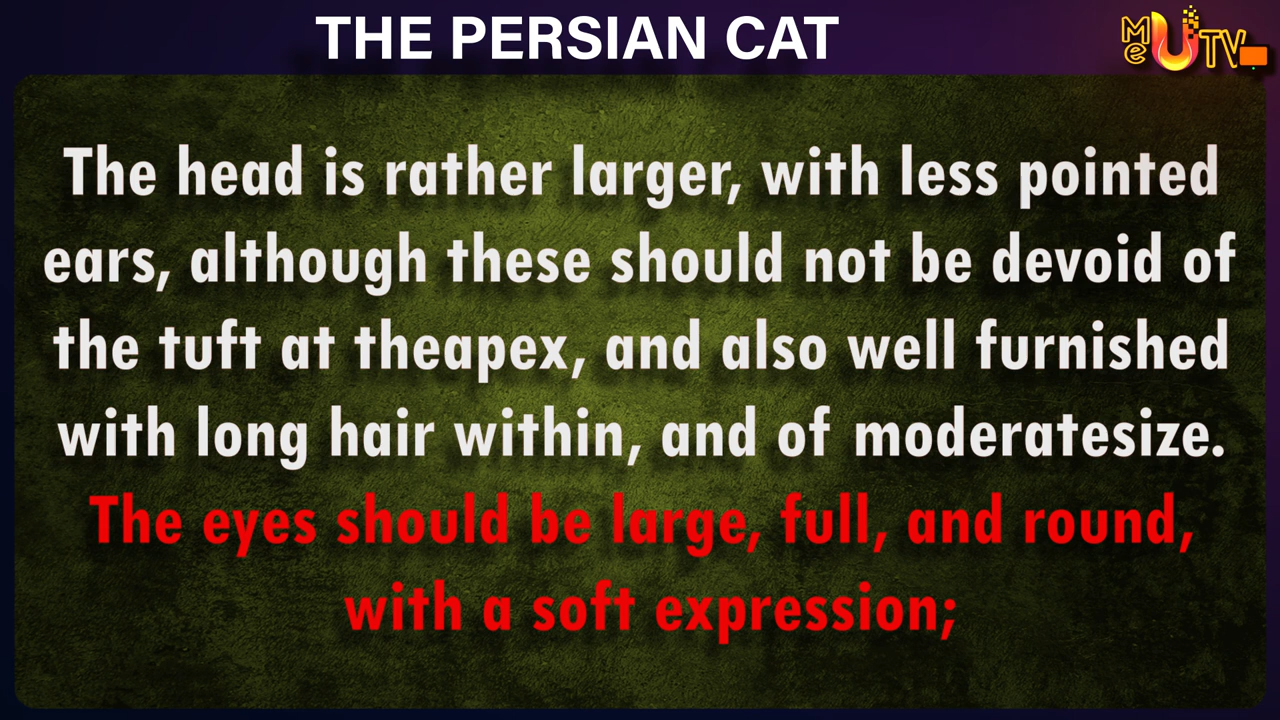 THE PERSIAN CAT
Me U TV
The head is rather larger, with less pointed
ears, although these should not be devoid of
the tuft at theapex, and also well furnished
with long hair within, and of moderatesize.
The eyes should be large, full, and round,
with a soft expression;